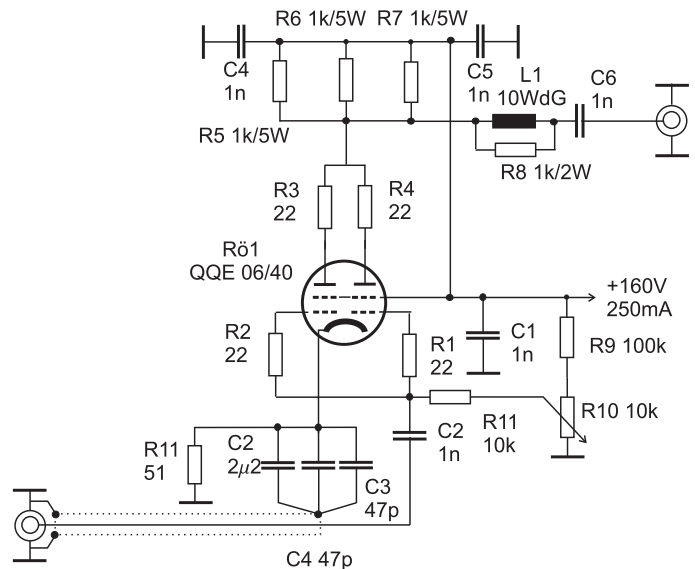 R6 1k/5W R7 1k/5W
C4
1n
C5
1n
L1
10WdG
C6
1n
R5 1k/5W
R8 1k/2W
R3
22
R4
22
Rö1
QQE 06/40
+160V
250mA
R2
22
R1
22
C1
1n
R9 100k
R10 10k
R11
10k
C2
1n
R11
51
C2
2µ2
C3
47p
C4 47p